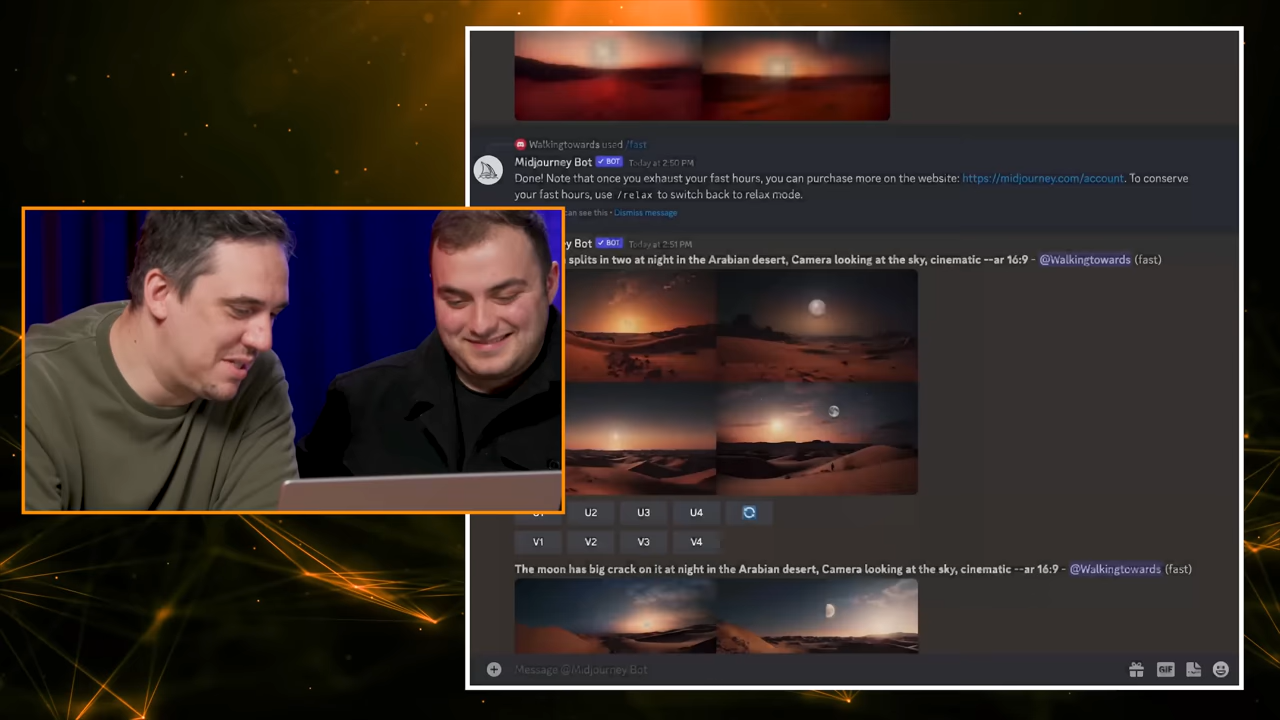 Walkingtowards used /fast
Midjourney Bot ✓ BOT Today at 2:50 PM
Done! Note that once you exhaust your fast hours, you can purchase more on the website: https://midjourney.com/account. To conserve
your fast hours, use /relax to switch back to relax mode.
can see this • Dismiss message
ey Bot ✓ BOT Today at 2:51 PM
splits in two at night in the Arabian desert, Camera looking at the sky, cinematic --ar 16:9 - @Walkingtowards (fast)
U2 U3 U4
V1 V2 V3 V4
The moon has big crack on it at night in the Arabian desert, Camera looking at the sky, cinematic --ar 16:9 - @Walkingtowards (fast)
Message @Midjourney Bot
GIF